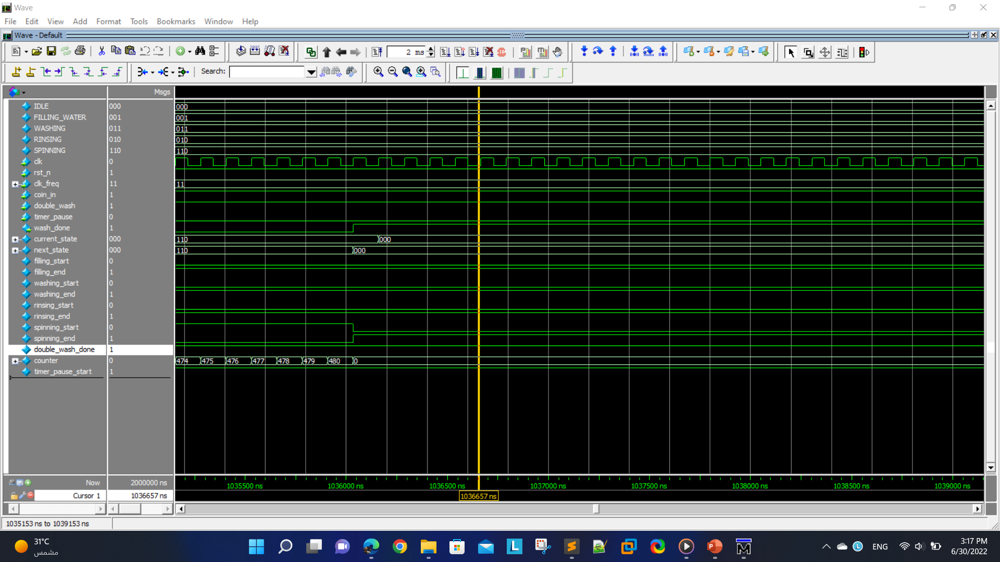 Wave
File Edit View Add Format Tools Bookmarks Window Help
Wave - Default
2 ms
Search:
Msgs
IDLE 000 000
FILLING_WATER 001 001
WASHING 011 011
RINSING 010 010
SPINNING 110 110
clk 0
rst_n 1
clk_freq 11 11
coin_in 1
double_wash 1
timer_pause 0
wash_done 1
current_state 000 110 000
next_state 000 110 000
filling_start 0
filling_end 1
washing_start 0
washing_end 1
rinsing_start 0
rinsing_end 1
spinning_start 0
spinning_end 1
double_wash_done 1
counter 0 474 475 476 477 478 479 480 0
timer_pause_start 1
Now 2000000 ns 1035500 ns 1036000 ns 1036500 ns 1037000 ns 1037500 ns 1038000 ns 1038500 ns 1039000 ns
Cursor 1 1036657 ns 1036657 ns
1035153 ns to 1039153 ns
31°C
مشمس
ENG
3:17 PM
6/30/2022